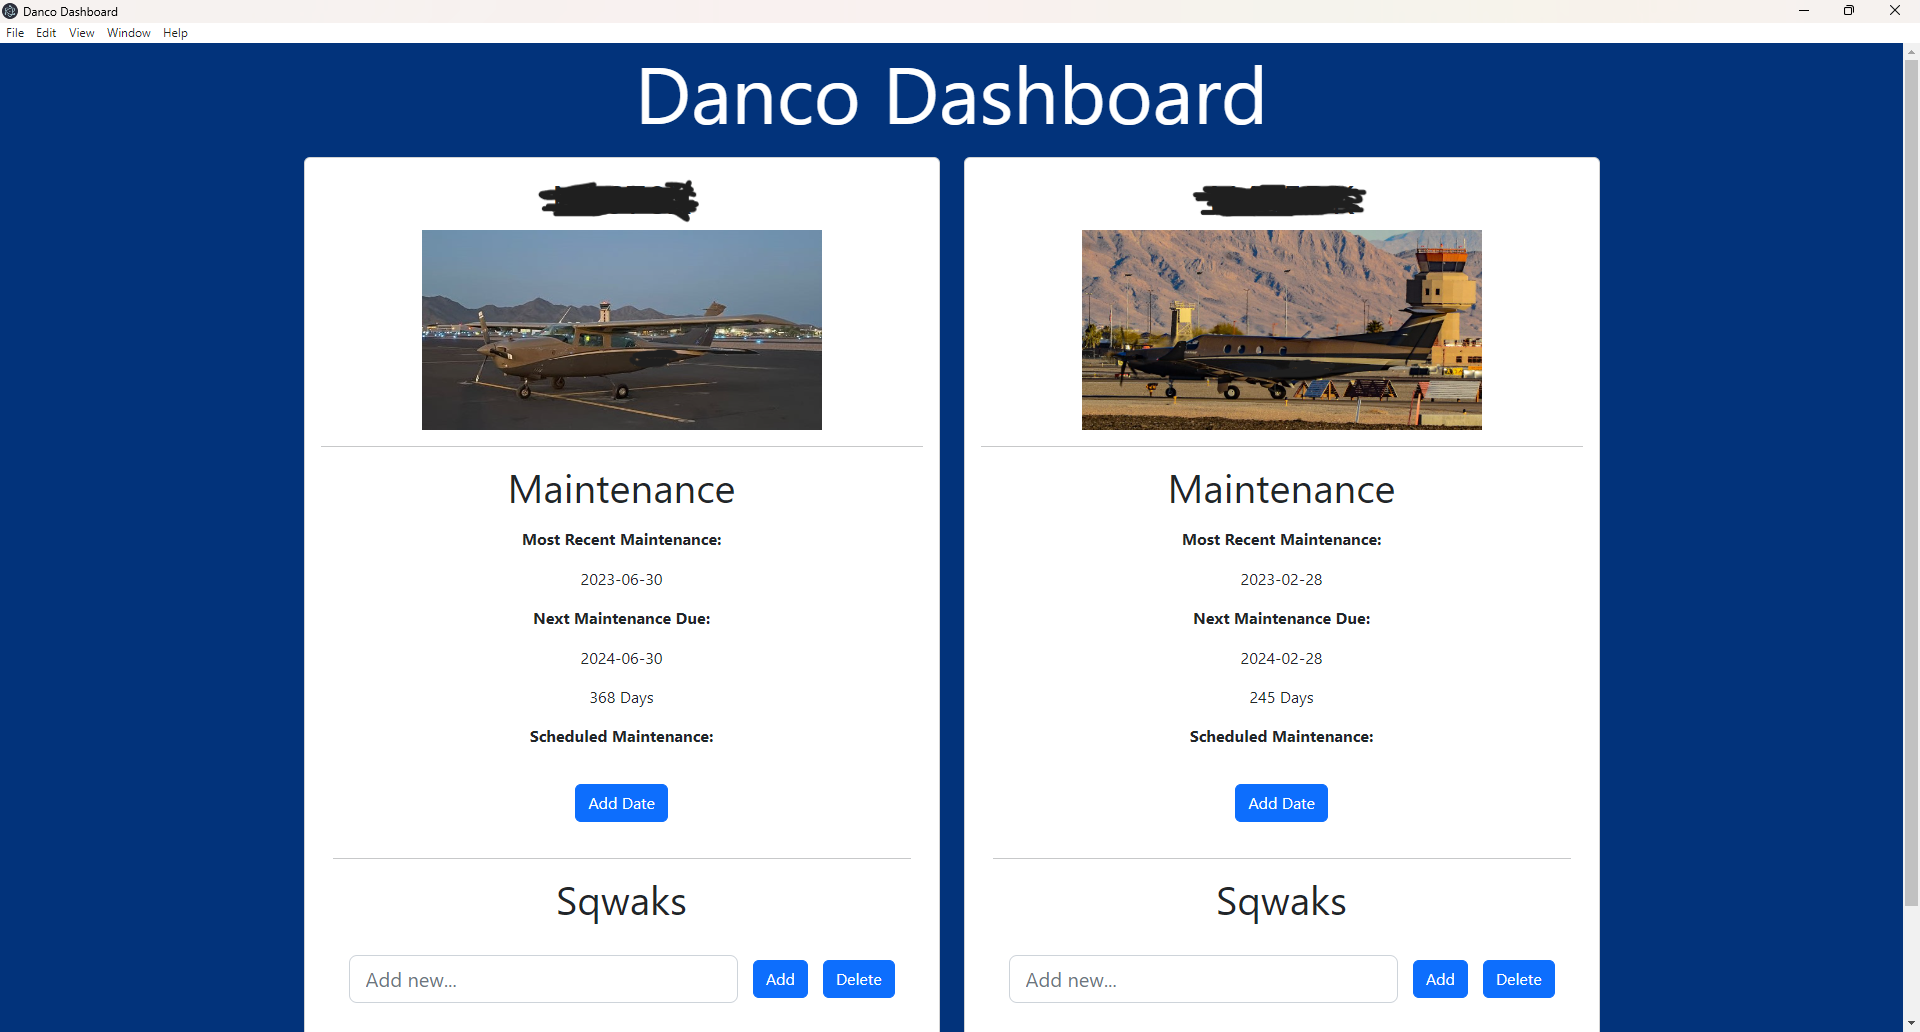 Danco Dashboard
File Edit View Window Help
Danco Dashboard
Maintenance
Most Recent Maintenance:
2023-06-30
Next Maintenance Due:
2024-06-30
368 Days
Scheduled Maintenance:
Add Date
Sqwaks
Add new... Add Delete
Maintenance
Most Recent Maintenance:
2023-02-28
Next Maintenance Due:
2024-02-28
245 Days
Scheduled Maintenance:
Add Date
Sqwaks
Add new... Add Delete